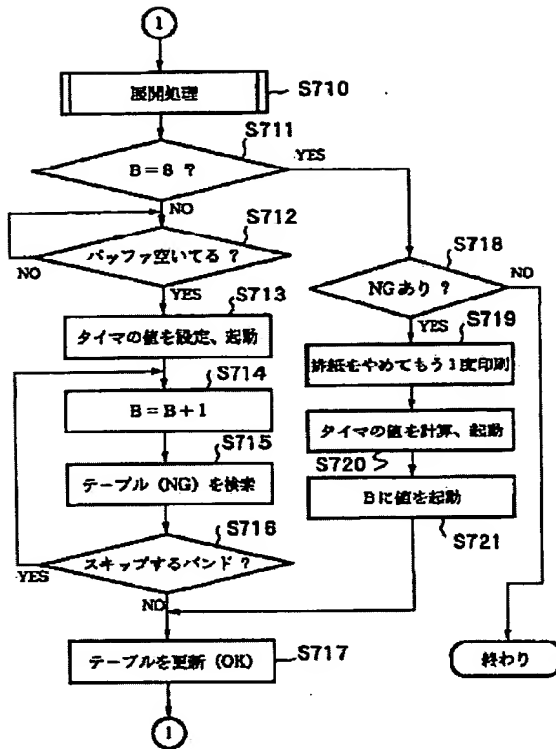 1
展開処理
S710
S711
B=8 ?
YES
NO
S712
バッファ空いてる ?
NO
YES
S713
タイマの値を設定、起動
S714
B=B+1
S715
テーブル (NG) を検索
S716
スキップするバンド ?
YES
NO
S717
テーブルを更新 (OK)
1
S718
NGあり ?
NO
YES
S719
排紙をやめてもう1度印刷
タイマの値を計算、起動
S720
Bに値を起動
S721
終わり